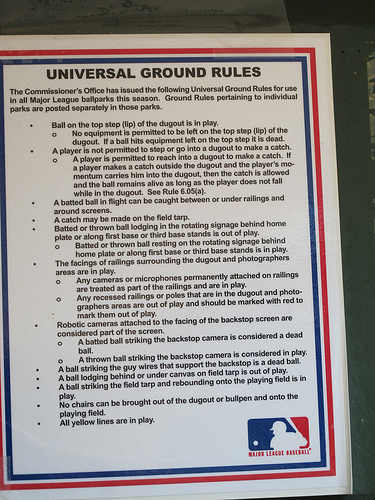 UNIVERSAL GROUND RULES
The Commissioner's Office has issued the following Universal Ground Rules for use
in all Major League ballparks this season. Ground Rules pertaining to individual
parks are posted separately in those parks.
• Ball on the top step (lip) of the dugout is in play.
o No equipment is permitted to be left on the top step (lip) of the
dugout. If a ball hits equipment left on the top step it is dead.
• A player is not permitted to step or go into a dugout to make a catch.
o A player is permitted to reach into a dugout to make a catch. If
a player makes a catch outside the dugout and the player's mo-
mentum carries him into the dugout, then the catch is allowed
and the ball remains alive as long as the player does not fall
while in the dugout. See Rule 6.05(a).
• A batted ball in flight can be caught between or under railings and
around screens.
• A catch may be made on the field tarp.
• Batted or thrown ball lodging in the rotating signage behind home
plate or along first base or third base stands is out of play.
o Batted or thrown ball resting on the rotating signage behind
home plate or along first base or third base stands is in play.
• The facings of railings surrounding the dugout and photographers
areas are in play.
o Any cameras or microphones permanently attached on railings
are treated as part of the railings and are in play.
o Any recessed railings or poles that are in the dugout and photo-
graphers areas are out of play and should be marked with red to
mark them out of play.
• Robotic cameras attached to the facing of the backstop screen are
considered part of the screen.
o A batted ball striking the backstop camera is considered a dead
ball.
o A thrown ball striking the backstop camera is considered in play.
• A ball striking the guy wires that support the backstop is a dead ball.
• A ball lodging behind or under canvas on field tarp is out of play.
• A ball striking the field tarp and rebounding onto the playing field is in
play.
• No chairs can be brought out of the dugout or bullpen and onto the
playing field.
• All yellow lines are in play.
MAJOR LEAGUE BASEBALL